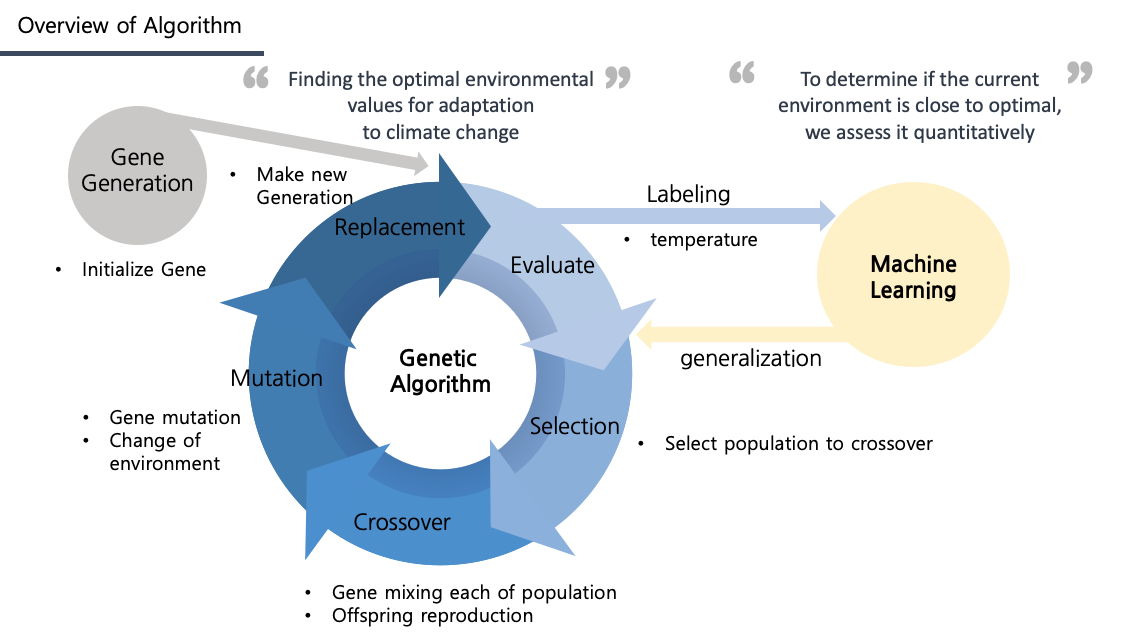 Overview of Algorithm
“ Finding the optimal environmental ”
values for adaptation
to climate change
“ To determine if the current ”
environment is close to optimal,
we assess it quantitatively
Gene
Generation
• Initialize Gene
• Make new
Generation
Replacement
Evaluate
Labeling
• temperature
Machine
Learning
generalization
Genetic
Algorithm
Mutation
• Gene mutation
• Change of
environment
Selection
• Select population to crossover
Crossover
• Gene mixing each of population
• Offspring reproduction